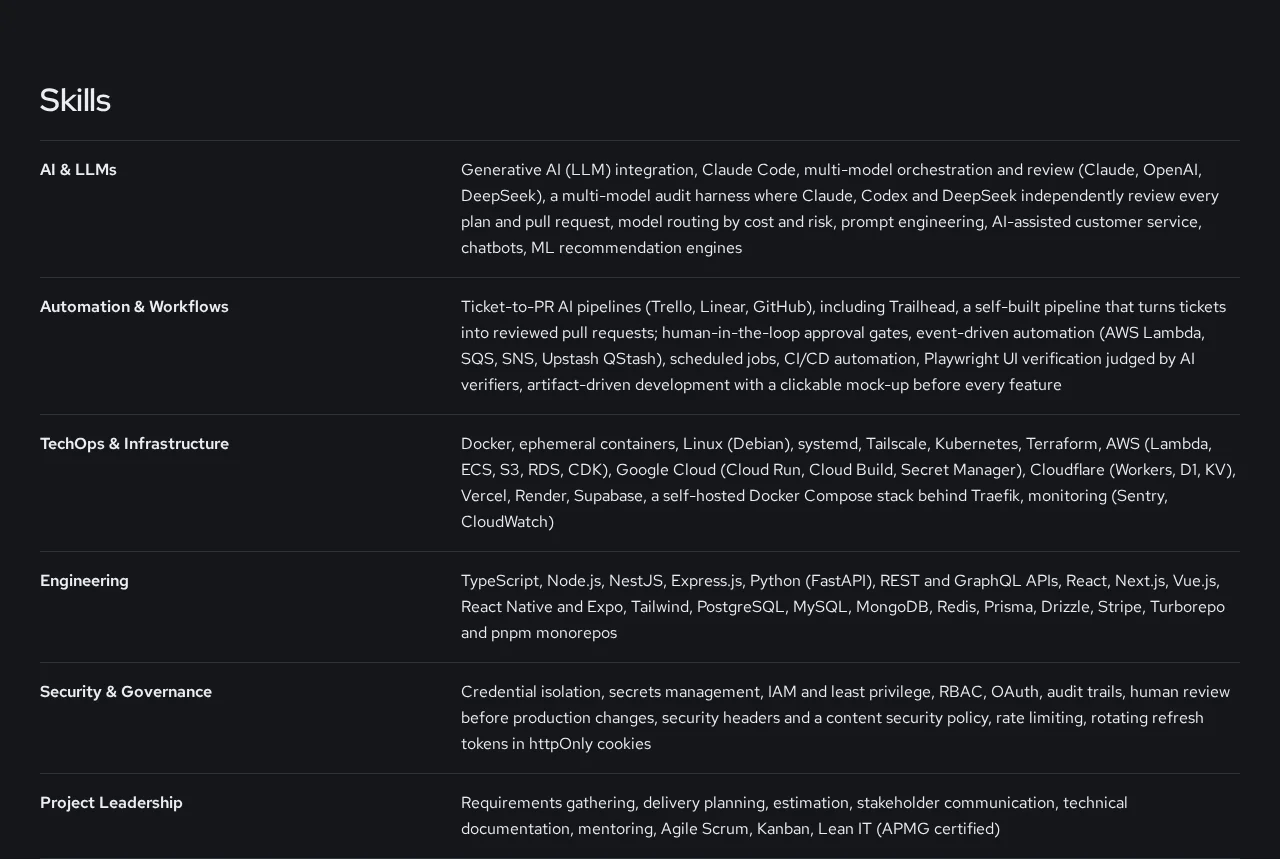 Skills
AI & LLMs
Generative AI (LLM) integration, Claude Code, multi-model orchestration and review (Claude, OpenAI,
DeepSeek), a multi-model audit harness where Claude, Codex and DeepSeek independently review every
plan and pull request, model routing by cost and risk, prompt engineering, AI-assisted customer service,
chatbots, ML recommendation engines
Automation & Workflows
Ticket-to-PR AI pipelines (Trello, Linear, GitHub), including Trailhead, a self-built pipeline that turns tickets
into reviewed pull requests; human-in-the-loop approval gates, event-driven automation (AWS Lambda,
SQS, SNS, Upstash QStash), scheduled jobs, CI/CD automation, Playwright UI verification judged by AI
verifiers, artifact-driven development with a clickable mock-up before every feature
TechOps & Infrastructure
Docker, ephemeral containers, Linux (Debian), systemd, Tailscale, Kubernetes, Terraform, AWS (Lambda,
ECS, S3, RDS, CDK), Google Cloud (Cloud Run, Cloud Build, Secret Manager), Cloudflare (Workers, D1, KV),
Vercel, Render, Supabase, a self-hosted Docker Compose stack behind Traefik, monitoring (Sentry,
CloudWatch)
Engineering
TypeScript, Node.js, NestJS, Express.js, Python (FastAPI), REST and GraphQL APIs, React, Next.js, Vue.js,
React Native and Expo, Tailwind, PostgreSQL, MySQL, MongoDB, Redis, Prisma, Drizzle, Stripe, Turborepo
and pnpm monorepos
Security & Governance
Credential isolation, secrets management, IAM and least privilege, RBAC, OAuth, audit trails, human review
before production changes, security headers and a content security policy, rate limiting, rotating refresh
tokens in httpOnly cookies
Project Leadership
Requirements gathering, delivery planning, estimation, stakeholder communication, technical
documentation, mentoring, Agile Scrum, Kanban, Lean IT (APMG certified)